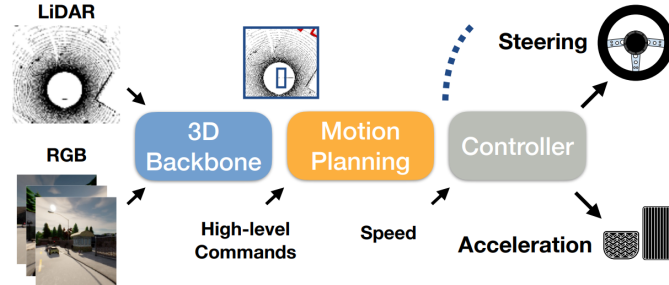 LiDAR
RGB
3D
Backbone
Motion
Planning
Controller
High-level
Commands
Speed
Steering
Acceleration